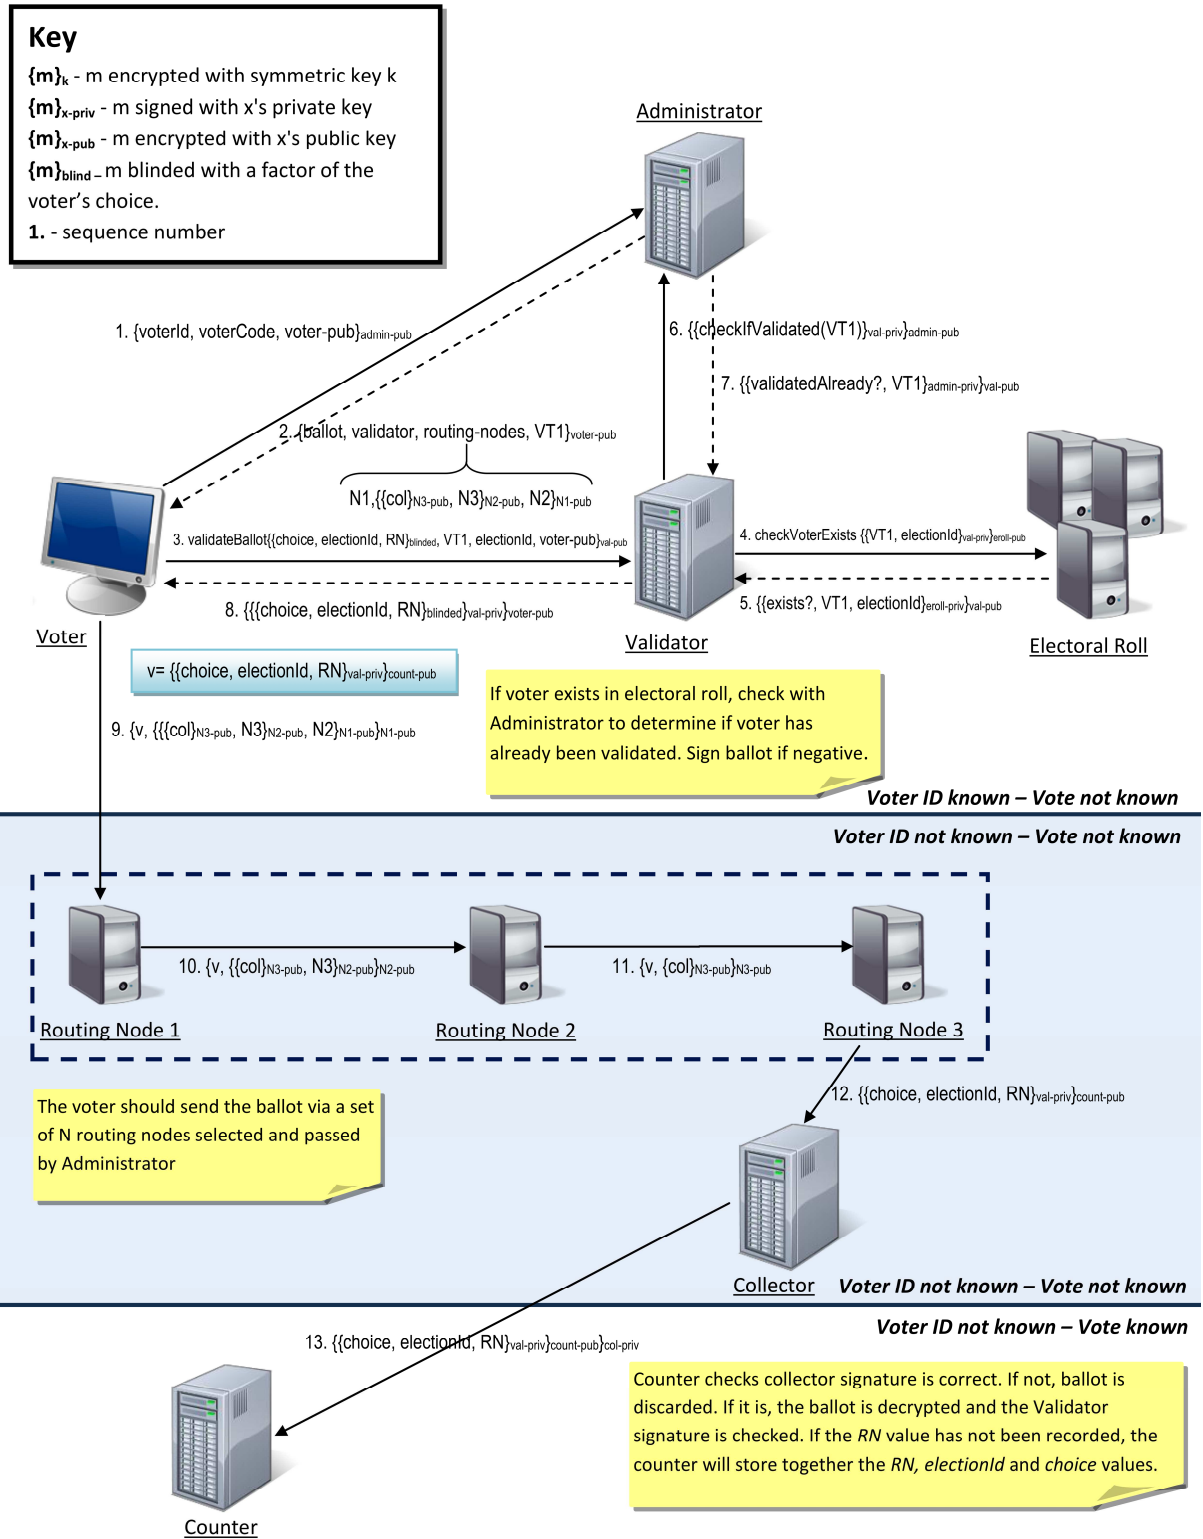 Key
{m}k - m encrypted with symmetric key k
{m}x-priv - m signed with x's private key
{m}x-pub - m encrypted with x's public key
{m}blind – m blinded with a factor of the
voter's choice.
1. - sequence number
Administrator
1. {voterId, voterCode, voter-pub}admin-pub
6. {{checkIfValidated(VT1)}val-priv}admin-pub
7. {{validatedAlready?, VT1}admin-priv}val-pub
2. {ballot, validator, routing-nodes, VT1}voter-pub
N1,{{col}N3-pub, N3}N2-pub, N2}N1-pub
3. validateBallot{{choice, electionId, RN}blinded, VT1, electionId, voter-pub}val-pub
4. checkVoterExists {{VT1, electionId}val-priv}eroll-pub
5. {{exists?, VT1, electionId}eroll-priv}val-pub
8. {{{choice, electionId, RN}blinded}val-priv}voter-pub
Voter
Validator
Electoral Roll
v= {{choice, electionId, RN}val-priv}count-pub
If voter exists in electoral roll, check with
Administrator to determine if voter has
already been validated. Sign ballot if negative.
9. {v, {{{col}N3-pub, N3}N2-pub, N2}N1-pub}N1-pub
Voter ID known – Vote not known
Voter ID not known – Vote not known
10. {v, {{col}N3-pub, N3}N2-pub}N2-pub
11. {v, {col}N3-pub}N3-pub
Routing Node 1
Routing Node 2
Routing Node 3
12. {{choice, electionId, RN}val-priv}count-pub
The voter should send the ballot via a set
of N routing nodes selected and passed
by Administrator
Collector
Voter ID not known – Vote not known
Voter ID not known – Vote known
13. {{choice, electionId, RN}val-priv}count-pub}col-priv
Counter checks collector signature is correct. If not, ballot is
discarded. If it is, the ballot is decrypted and the Validator
signature is checked. If the RN value has not been recorded, the
counter will store together the RN, electionId and choice values.
Counter